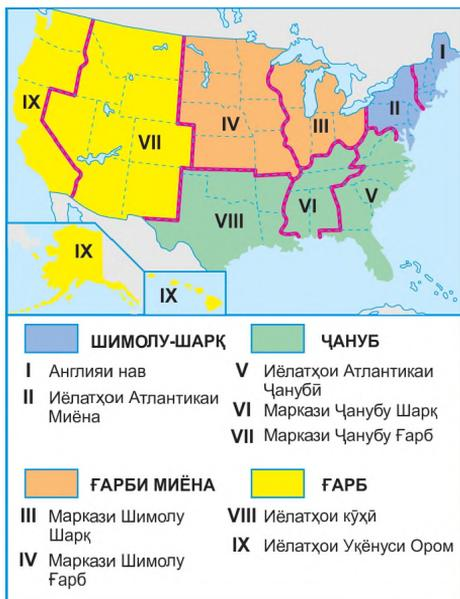 I
IX
II
VII
IV
III
V
VIII
VI
IX
IX
ШИМОЛУ-ШАРҚ
I Англияи нав
II Иёлатҳои Атлантикаи
Миёна
ҶАНУБ
V Иёлатҳои Атлантикаи
Ҷанубӣ
VI Маркази Ҷанубу Шарқ
VII Маркази Ҷанубу Ғарб
ҒАРБИ МИЁНА
III Маркази Шимолу
Шарқ
IV Маркази Шимолу
Ғарб
ҒАРБ
VIII Иёлатҳои кӯҳӣ
IX Иёлатҳои Уқёнуси Ором